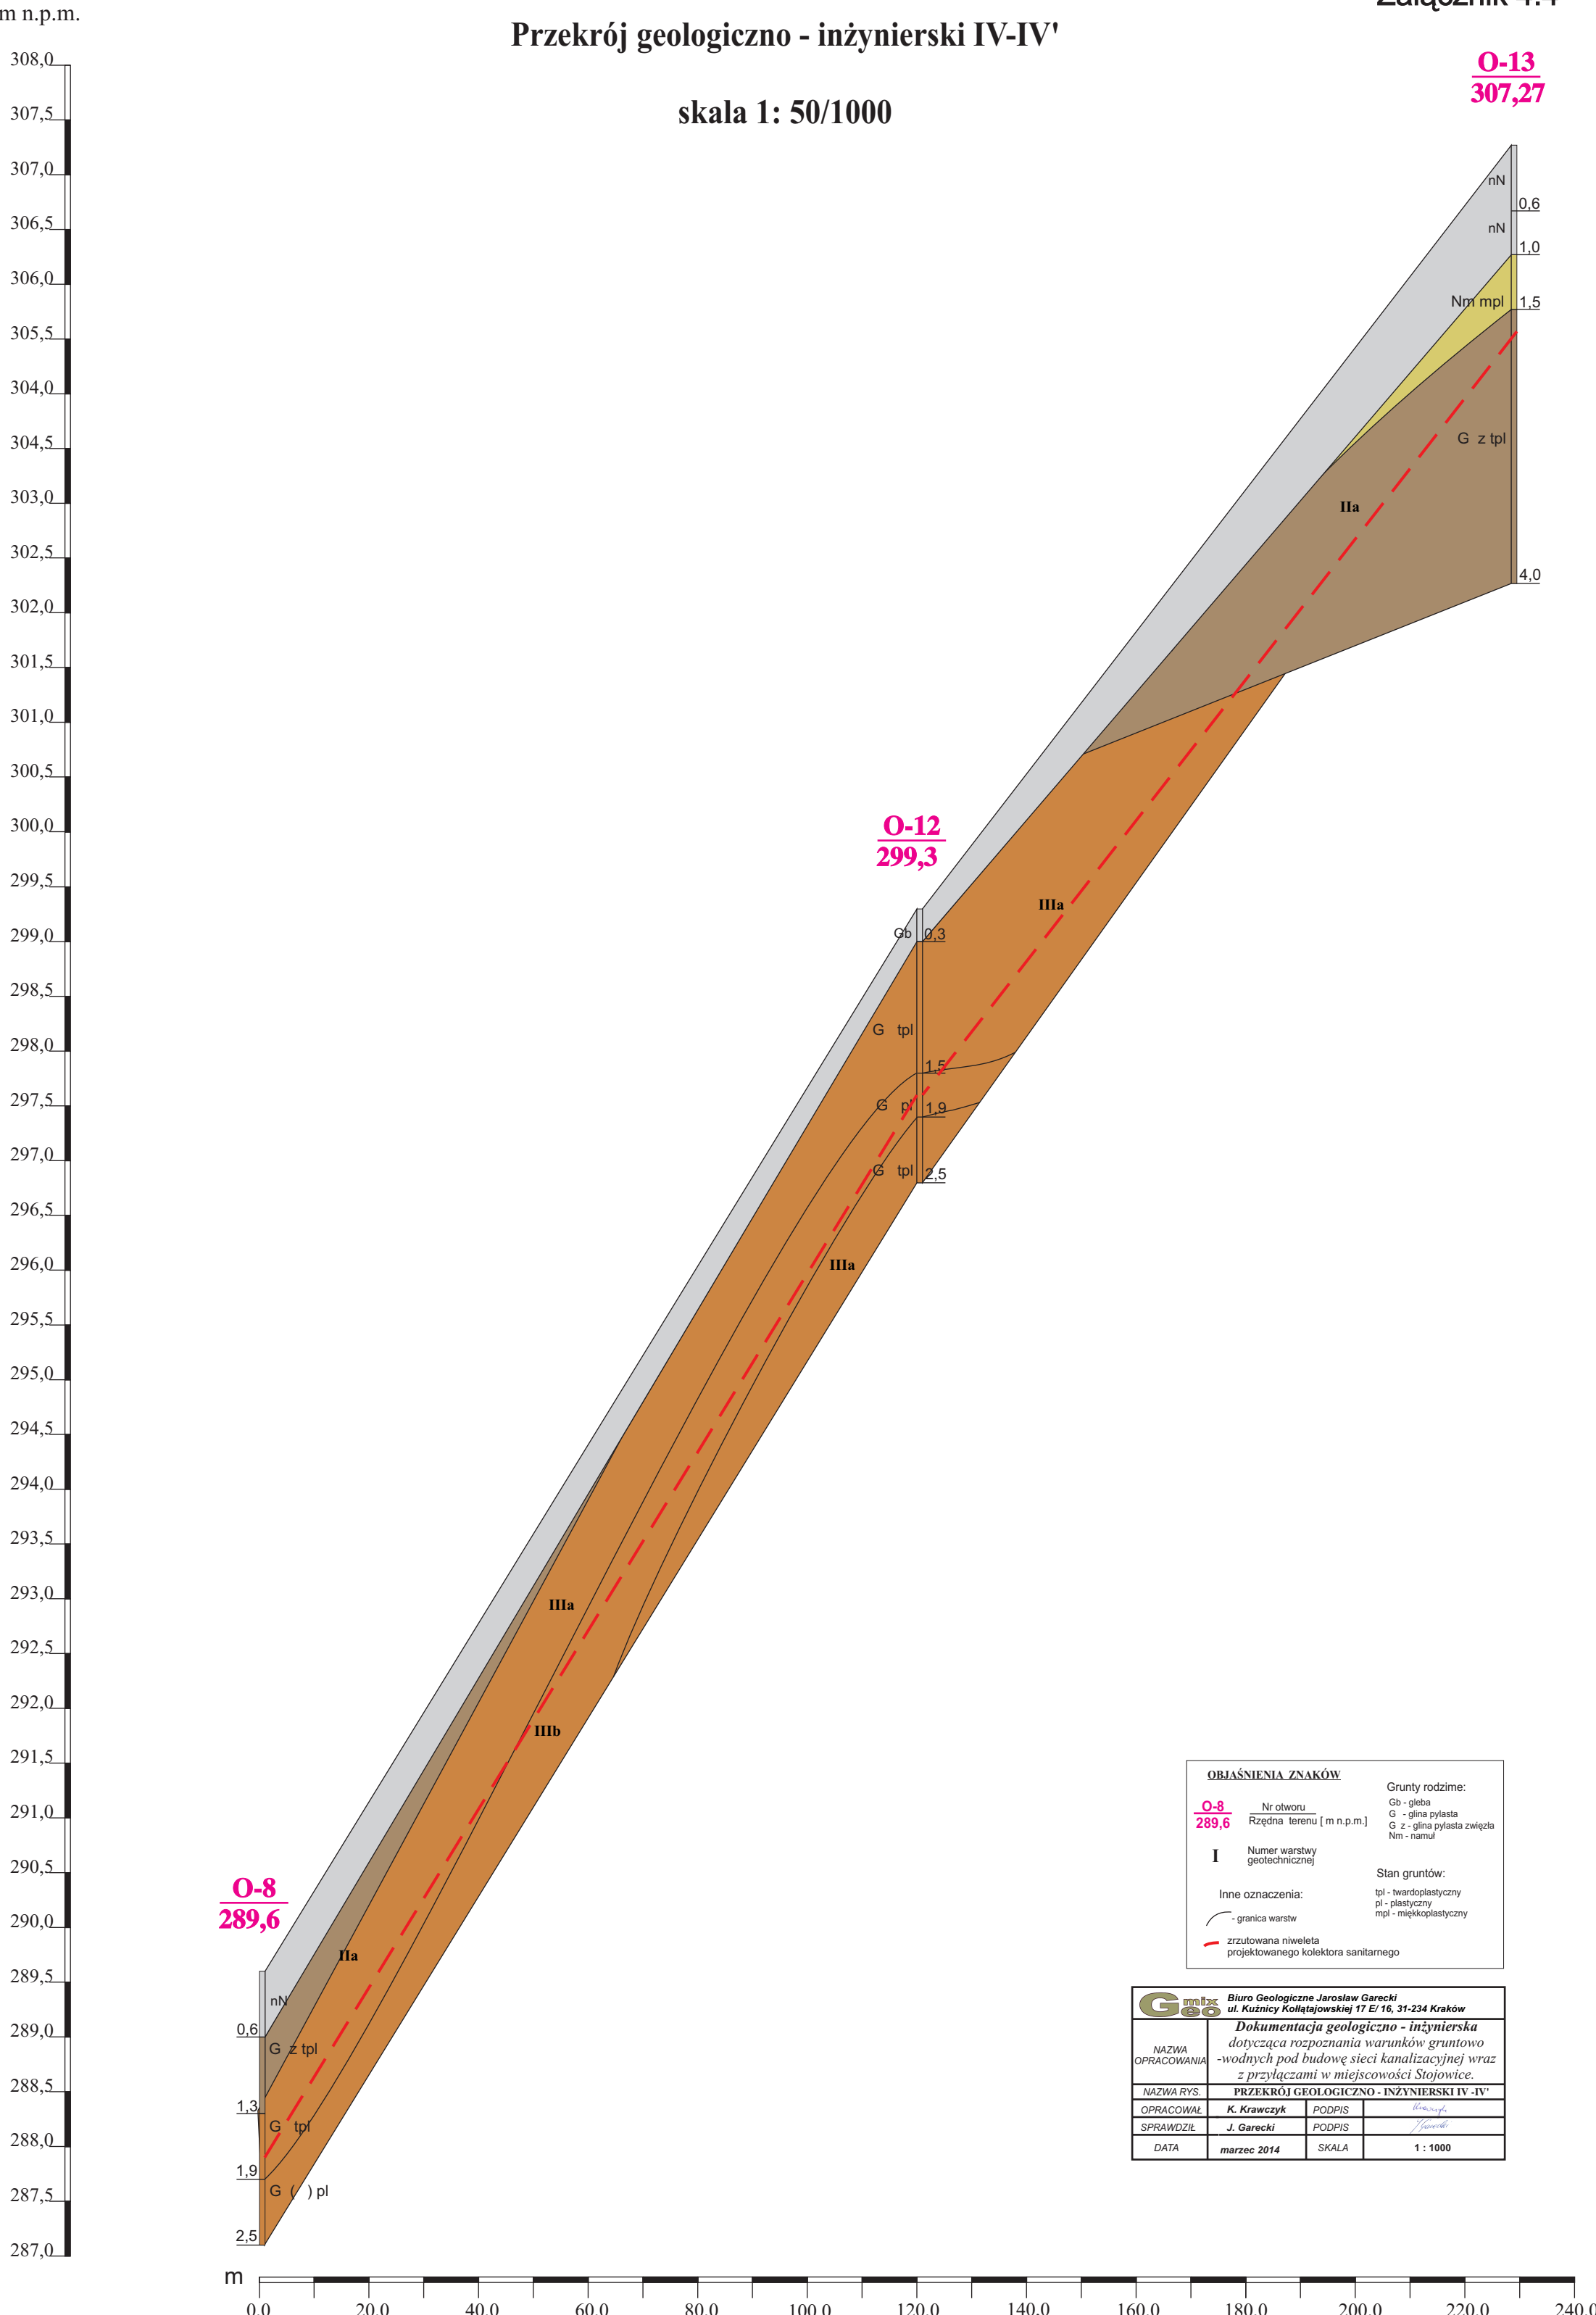 m n.p.m.
Załącznik 4.4
Przekrój geologiczno - inżynierski IV-IV'
skala 1: 50/1000
308,0
307,5
307,0
306,5
306,0
305,5
304,0
304,5
303,0
302,5
302,0
301,5
301,0
300,5
300,0
299,5
299,0
298,5
298,0
297,5
297,0
296,5
296,0
295,5
295,0
294,5
294,0
293,5
293,0
292,5
292,0
291,5
291,0
290,5
290,0
289,5
289,0
288,5
288,0
287,5
287,0
O-13
307,27
nN
0,6
nN
1,0
Nm mpl
1,5
G z tpl
4,0
IIa
O-12
299,3
Gb
0,3
G tpl
1,5
G pl
1,9
G tpl
2,5
IIIa
IIIa
IIIa
IIIb
O-8
289,6
IIa
nN
0,6
G z tpl
1,3
G tpl
1,9
G ( ) pl
2,5
m
0,0 20,0 40,0 60,0 80,0 100,0 120,0 140,0 160,0 180,0 200,0 220,0 240,0
OBJAŚNIENIA ZNAKÓW
O-8
289,6
Nr otworu
Rzędna terenu [ m n.p.m.]
I
Numer warstwy
geotechnicznej
Inne oznaczenia:
- granica warstw
zrzutowana niweleta
projektowanego kolektora sanitarnego
Grunty rodzime:
Gb - gleba
G - glina pylasta
G z - glina pylasta zwięzła
Nm - namuł
Stan gruntów:
tpl - twardoplastyczny
pl - plastyczny
mpl - miękkoplastyczny
Geo mix
Biuro Geologiczne Jarosław Garecki
ul. Kuźnicy Kołłątajowskiej 17 E/ 16, 31-234 Kraków
NAZWA
OPRACOWANIA
Dokumentacja geologiczno - inżynierska
dotycząca rozpoznania warunków gruntowo
-wodnych pod budowę sieci kanalizacyjnej wraz
z przyłączami w miejscowości Stojowice.
NAZWA RYS. PRZEKRÓJ GEOLOGICZNO - INŻYNIERSKI IV -IV'
OPRACOWAŁ K. Krawczyk PODPIS
SPRAWDZIŁ J. Garecki PODPIS
DATA marzec 2014 SKALA 1 : 1000